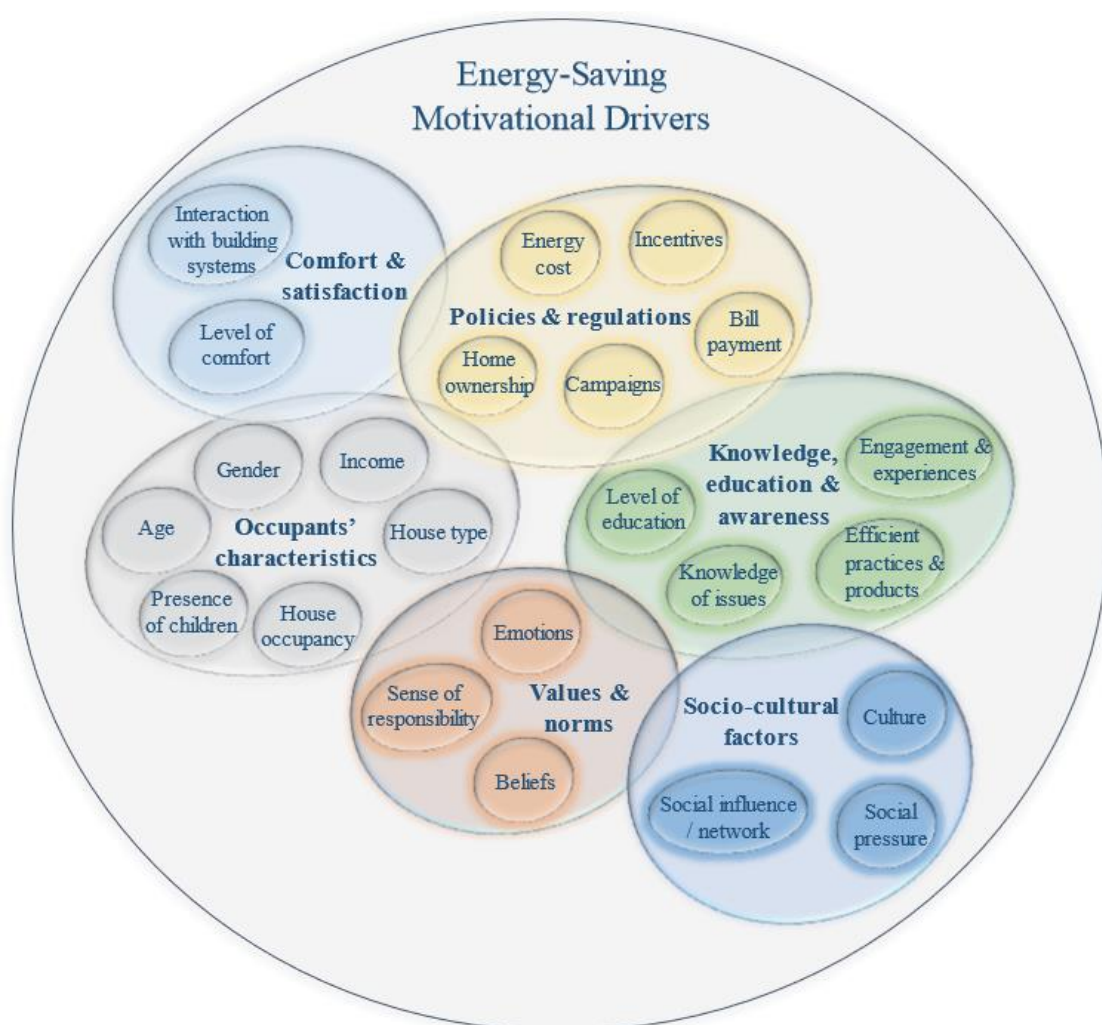 Energy-Saving
Motivational Drivers
Interaction
with building
systems
Comfort &
satisfaction
Level of
comfort
Energy
cost
Incentives
Policies & regulations
Bill
payment
Home
ownership
Campaigns
Gender
Income
Age
Occupants’
characteristics
House type
Presence
of children
House
occupancy
Knowledge,
education &
awareness
Engagement &
experiences
Level of
education
Efficient
practices &
products
Knowledge
of issues
Emotions
Sense of
responsibility
Values &
norms
Beliefs
Socio-cultural
factors
Culture
Social influence
/ network
Social
pressure